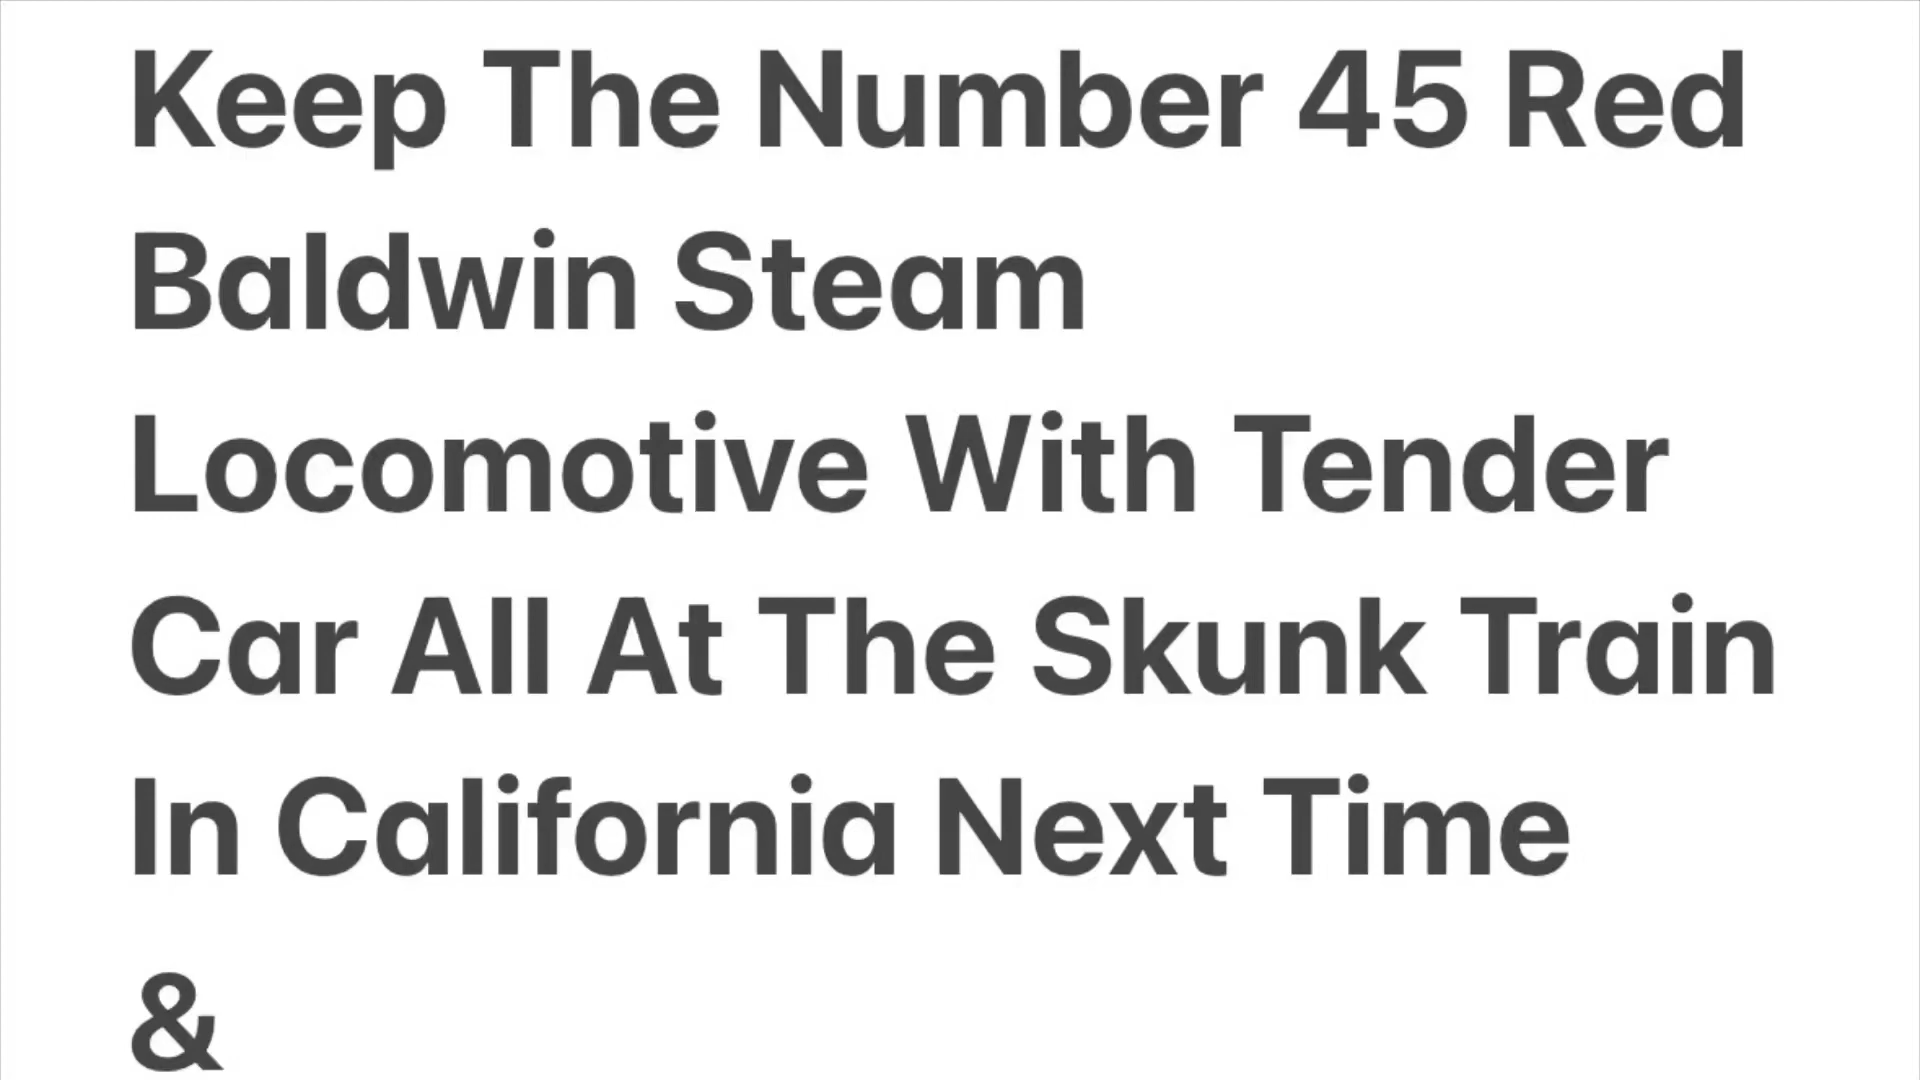 Keep The Number 45 Red
Baldwin Steam
Locomotive With Tender
Car All At The Skunk Train
In California Next Time
&